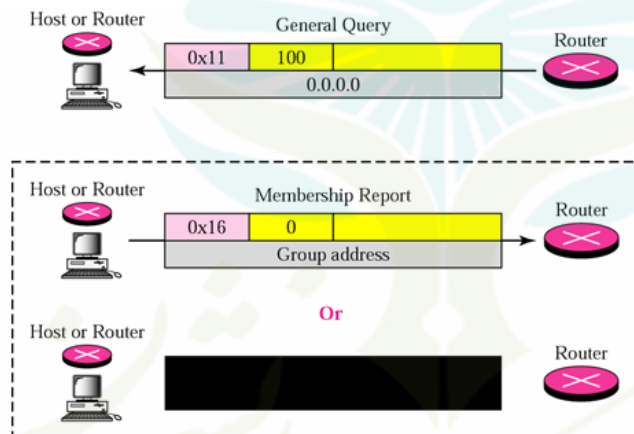 Host or Router
General Query
Router
0x11 100
0.0.0.0
Host or Router
Membership Report
Router
0x16 0
Group address
Or
Host or Router
Router